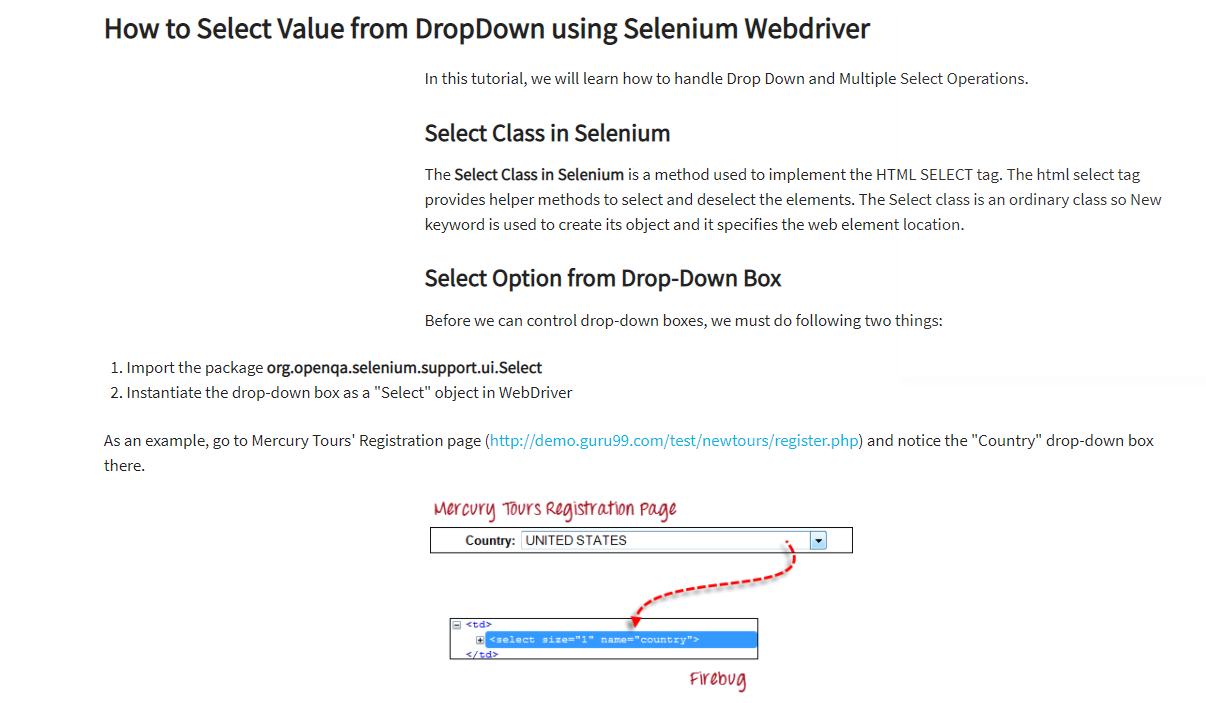 How to Select Value from DropDown using Selenium Webdriver
In this tutorial, we will learn how to handle Drop Down and Multiple Select Operations.
Select Class in Selenium
The Select Class in Selenium is a method used to implement the HTML SELECT tag. The html select tag
provides helper methods to select and deselect the elements. The Select class is an ordinary class so New
keyword is used to create its object and it specifies the web element location.
Select Option from Drop-Down Box
Before we can control drop-down boxes, we must do following two things:
1. Import the package org.openqa.selenium.support.ui.Select
2. Instantiate the drop-down box as a "Select" object in WebDriver
As an example, go to Mercury Tours' Registration page (http://demo.guru99.com/test/newtours/register.php) and notice the "Country" drop-down box
there.
Mercury Tours Registration Page
Country: UNITED STATES
<td>
<select size="1" name="country">
</td>
Firebug